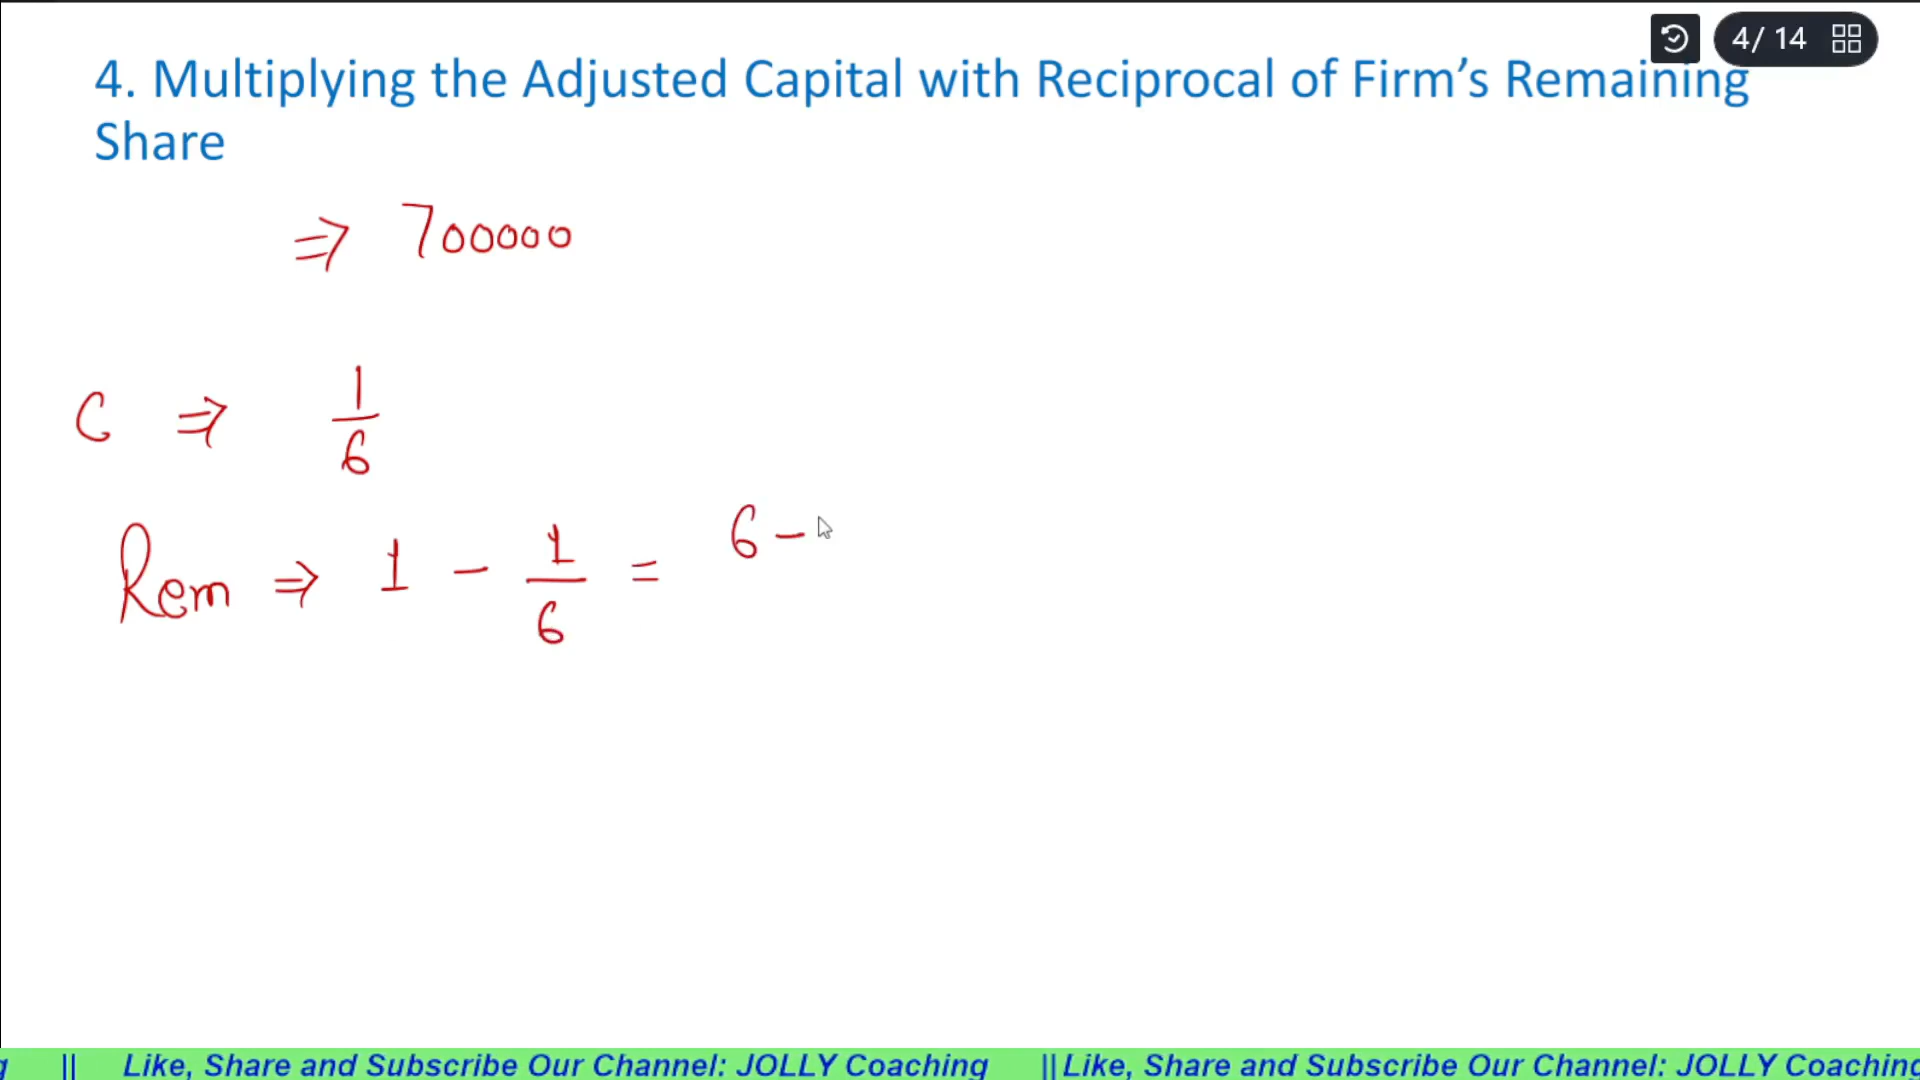 4/ 14
4. Multiplying the Adjusted Capital with Reciprocal of Firm's Remaining
Share
⇒ 700000
C ⇒ 1/6
Rem ⇒ 1 - 1/6 = 6 -
|| Like, Share and Subscribe Our Channel: JOLLY Coaching || Like, Share and Subscribe Our Channel: JOLLY Coaching